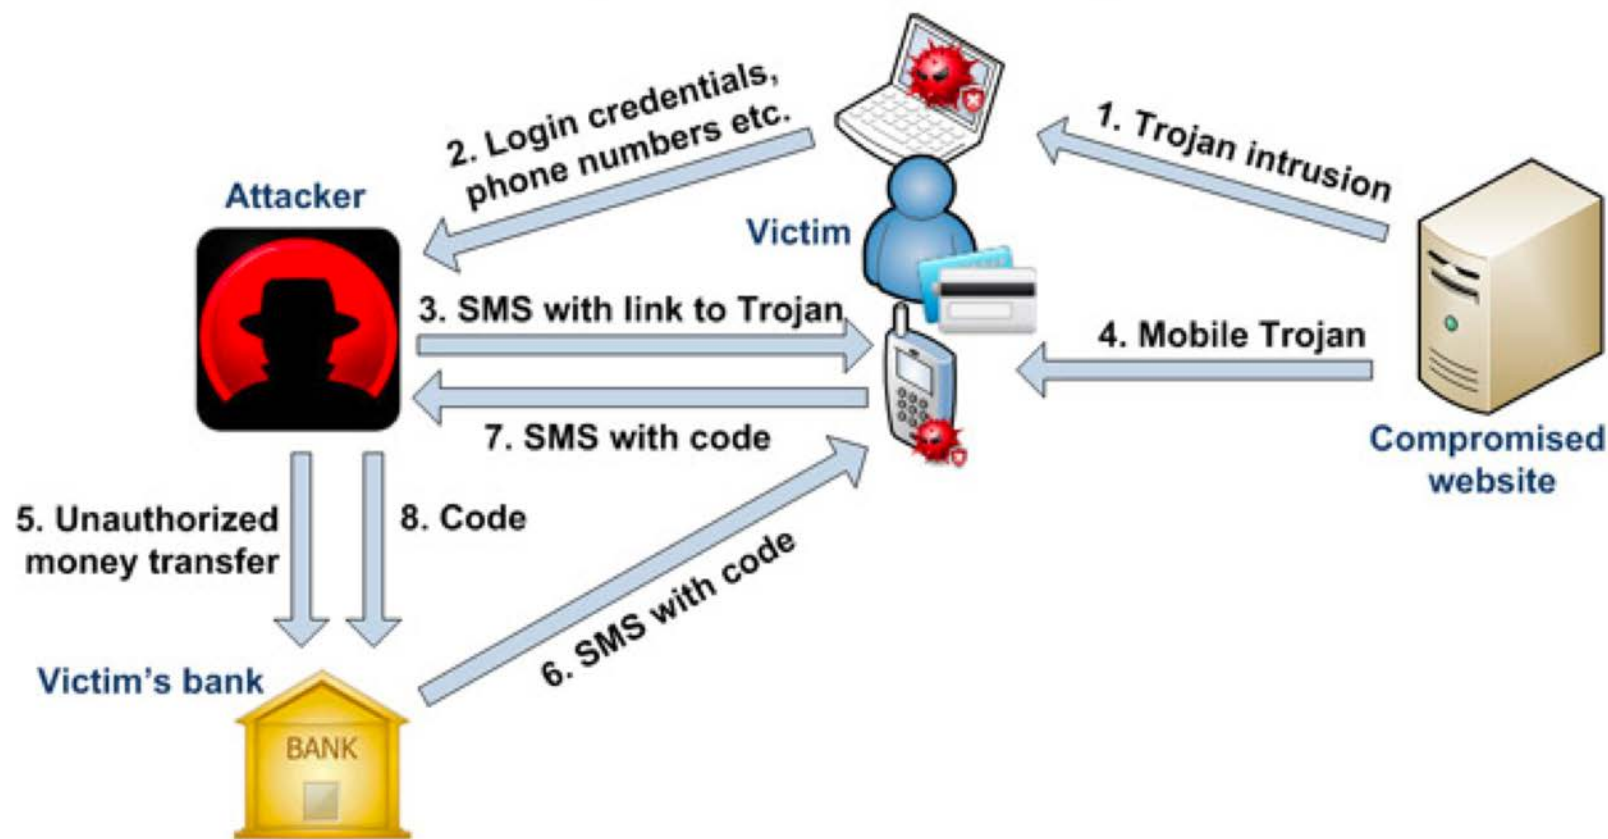 2. Login credentials,
phone numbers etc.
1. Trojan intrusion
Attacker
Victim
3. SMS with link to Trojan
4. Mobile Trojan
7. SMS with code
Compromised
website
5. Unauthorized
money transfer
8. Code
6. SMS with code
Victim's bank
BANK